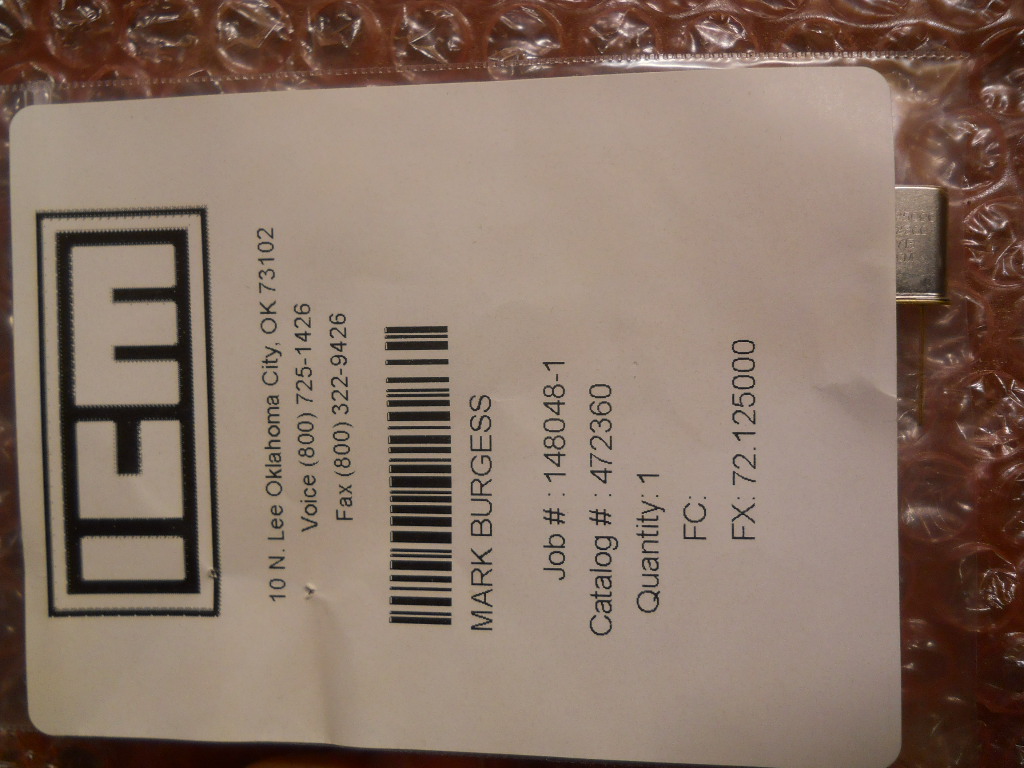 ICM
10 N. Lee Oklahoma City, OK 73102
Voice (800) 725-1426
Fax (800) 322-9426
MARK BURGESS
Job # : 148048-1
Catalog # : 472360
Quantity: 1
FC:
FX: 72.125000